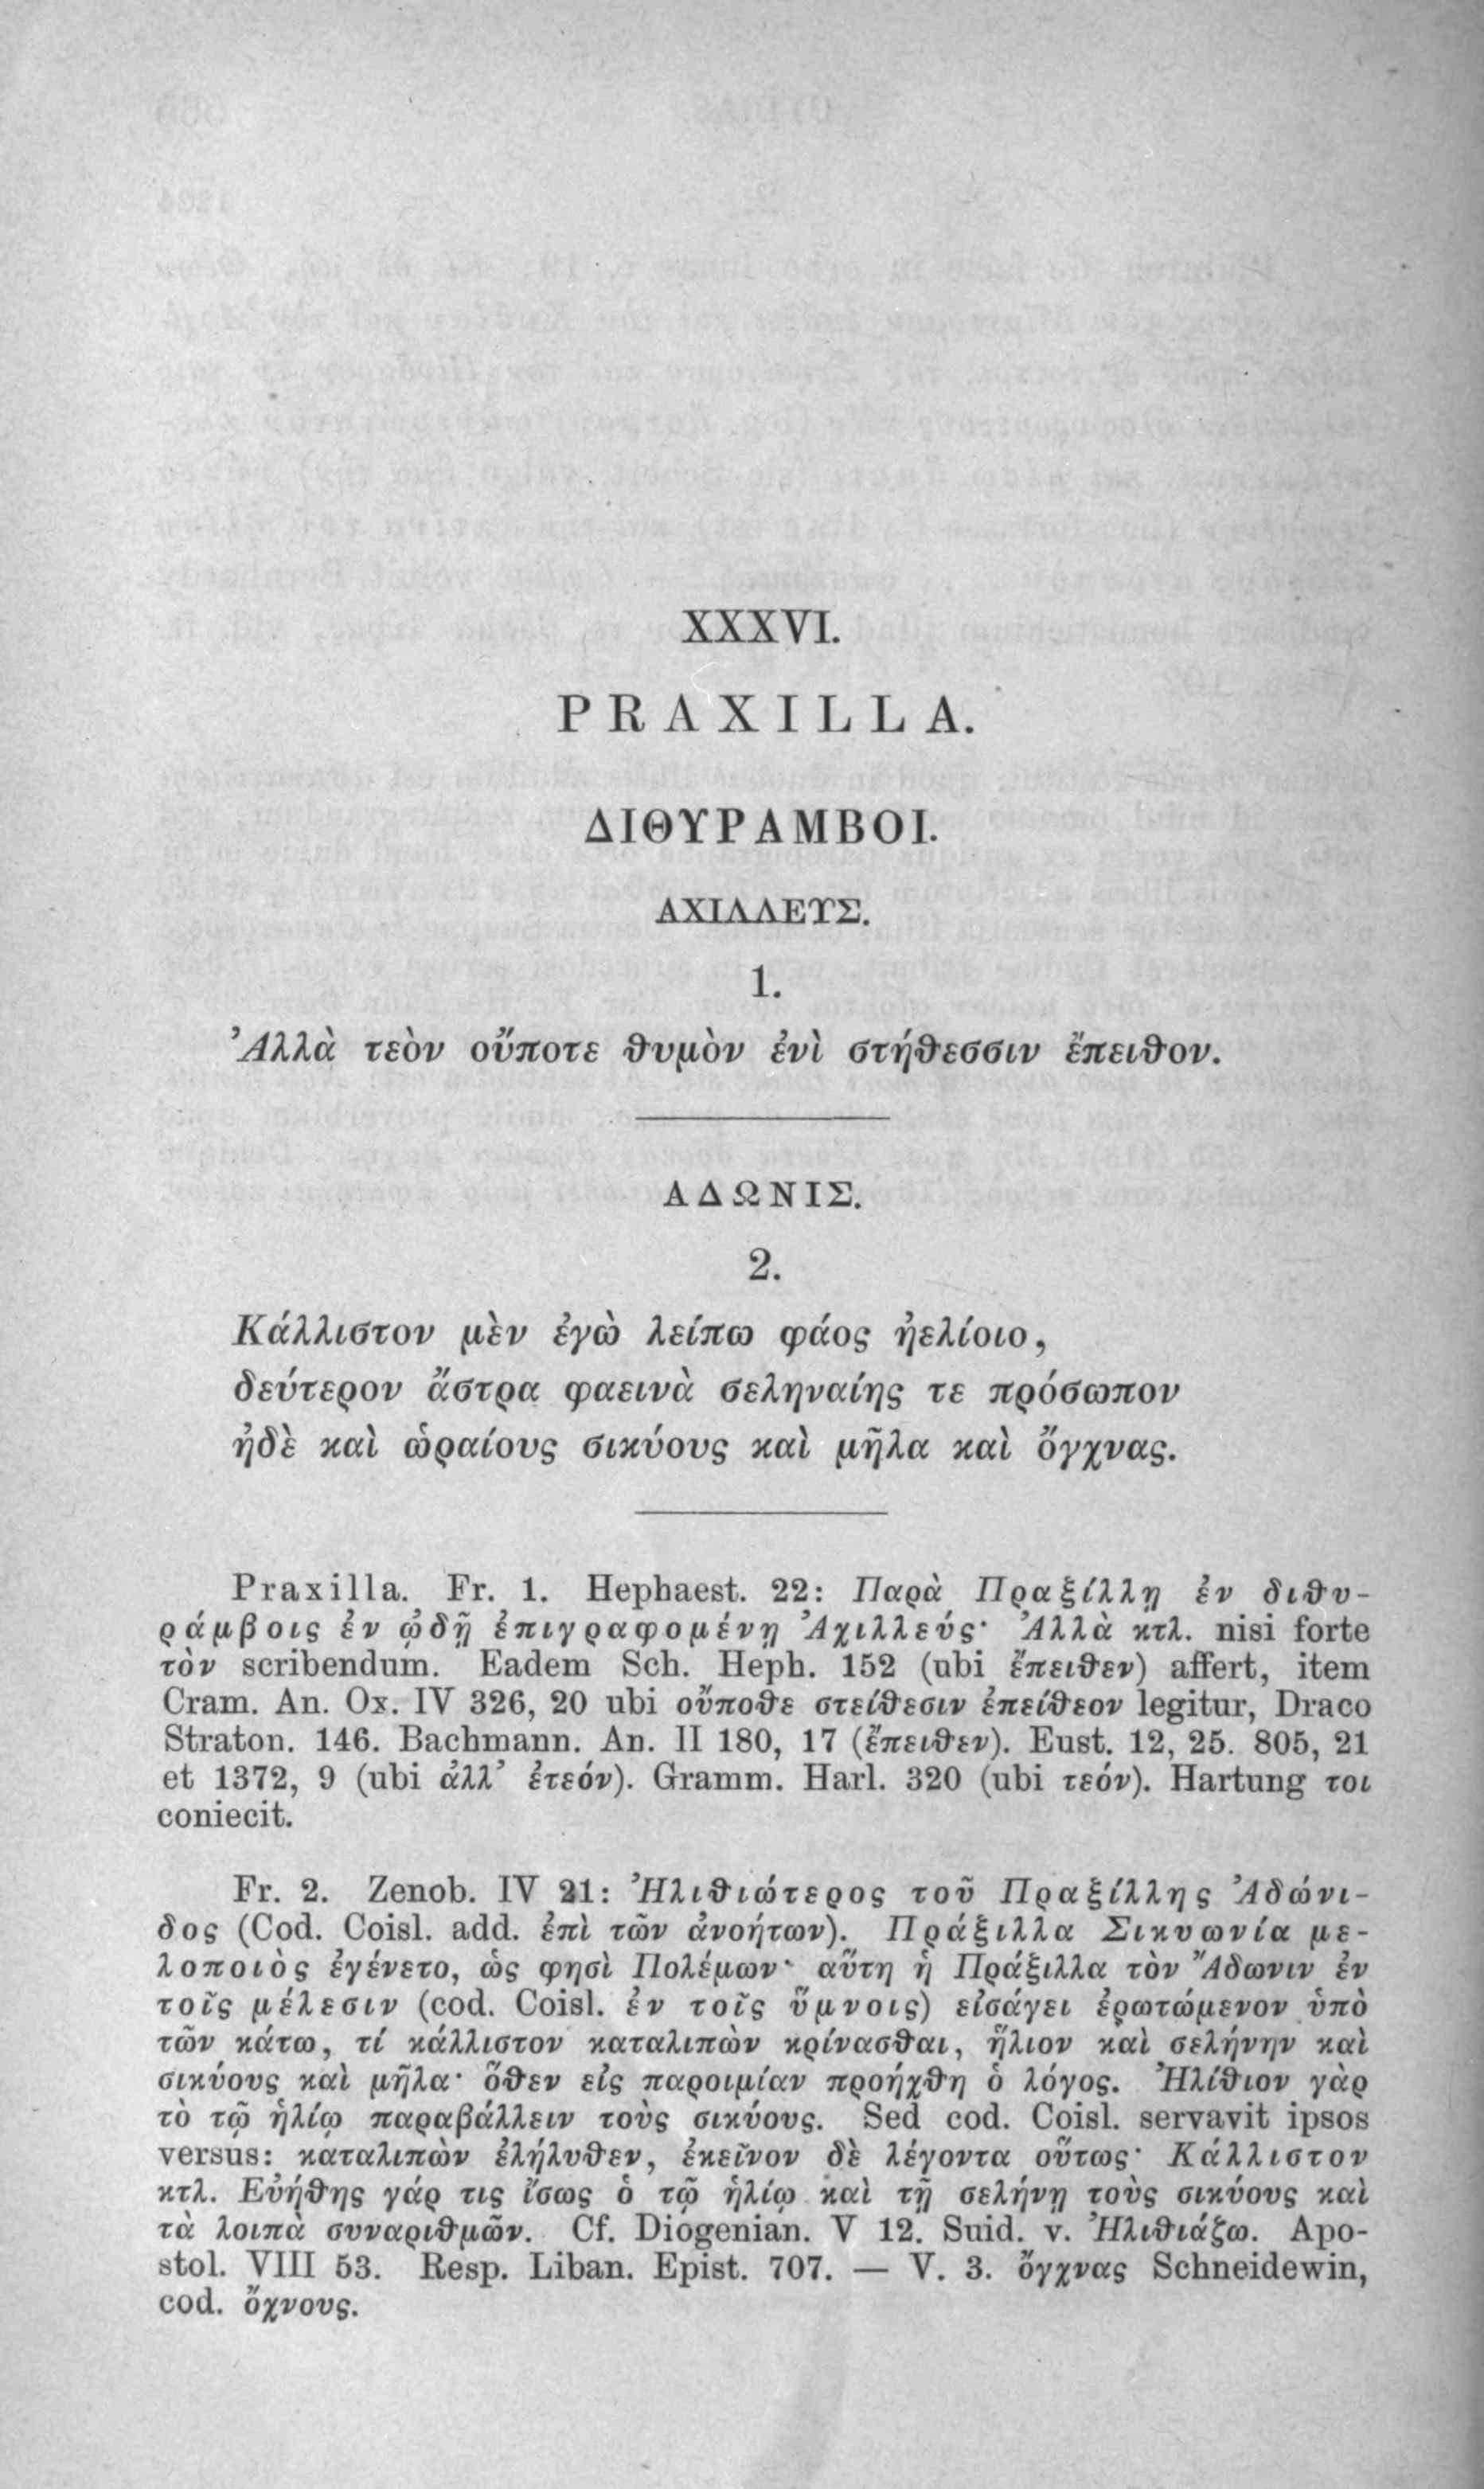 XXXVI.
PRAXILLA.
ΔΙΘΥΡΑΜΒΟΙ.
ΑΧΙΛΛΕΥΣ.
1.
Ἀλλὰ τεὸν οὔποτε θυμὸν ἐνὶ στήθεσσιν ἔπειθον.
ΑΔΩΝΙΣ.
2.
Κάλλιστον μὲν ἐγὼ λείπω φάος ἠελίοιο,
δεύτερον ἄστρα φαεινὰ σεληναίης τε πρόσωπον
ἠδὲ καὶ ὡραίους σικύους καὶ μῆλα καὶ ὄγχνας.
Praxilla. Fr. 1. Hephaest. 22: Παρὰ Πραξίλλῃ ἐν διθυ-
ράμβοις ἐν ᾠδῇ ἐπιγραφομένῃ Ἀχιλλεύς· Ἀλλὰ κτλ. nisi forte
τὸν scribendum. Eadem Sch. Heph. 152 (ubi ἔπειθεν) affert, item
Cram. An. Ox. IV 326, 20 ubi οὔποθε στείθεσιν ἐπείθεον legitur, Draco
Straton. 146. Bachmann. An. II 180, 17 (ἔπειθεν). Eust. 12, 25. 805, 21
et 1372, 9 (ubi ἀλλ’ ἐτεόν). Gramm. Harl. 320 (ubi τεόν). Hartung τοι
coniecit.
Fr. 2. Zenob. IV 21: Ἠλιθιώτερος τοῦ Πραξίλλης Ἀδώνι-
δος (Cod. Coisl. add. ἐπὶ τῶν ἀνοήτων). Πράξιλλα Σικυωνία με-
λοποιὸς ἐγένετο, ὡς φησὶ Πολέμων· αὕτη ἡ Πράξιλλα τὸν Ἄδωνιν ἐν
τοῖς μέλεσιν (cod. Coisl. ἐν τοῖς ὕμνοις) εἰσάγει ἐρωτώμενον ὑπὸ
τῶν κάτω, τί κάλλιστον καταλιπὼν κρίνασθαι, ἥλιον καὶ σελήνην καὶ
σικύους καὶ μῆλα· ὅθεν εἰς παροιμίαν προήχθη ὁ λόγος. Ἠλίθιον γὰρ
τὸ τῷ ἡλίῳ παραβάλλειν τοὺς σικύους. Sed cod. Coisl. servavit ipsos
versus: καταλιπὼν ἐλήλυθεν, ἐκεῖνον δὲ λέγοντα οὕτως· Κάλλιστον
κτλ. Εὐήθης γάρ τις ἴσως ὁ τῷ ἡλίῳ καὶ τῇ σελήνῃ τοὺς σικύους καὶ
τὰ λοιπὰ συναριθμῶν. Cf. Diogenian. V 12. Suid. v. Ἠλιθιάζω. Apo-
stol. VIII 53. Resp. Liban. Epist. 707. — V. 3. ὄγχνας Schneidewin,
cod. ὄχνους.